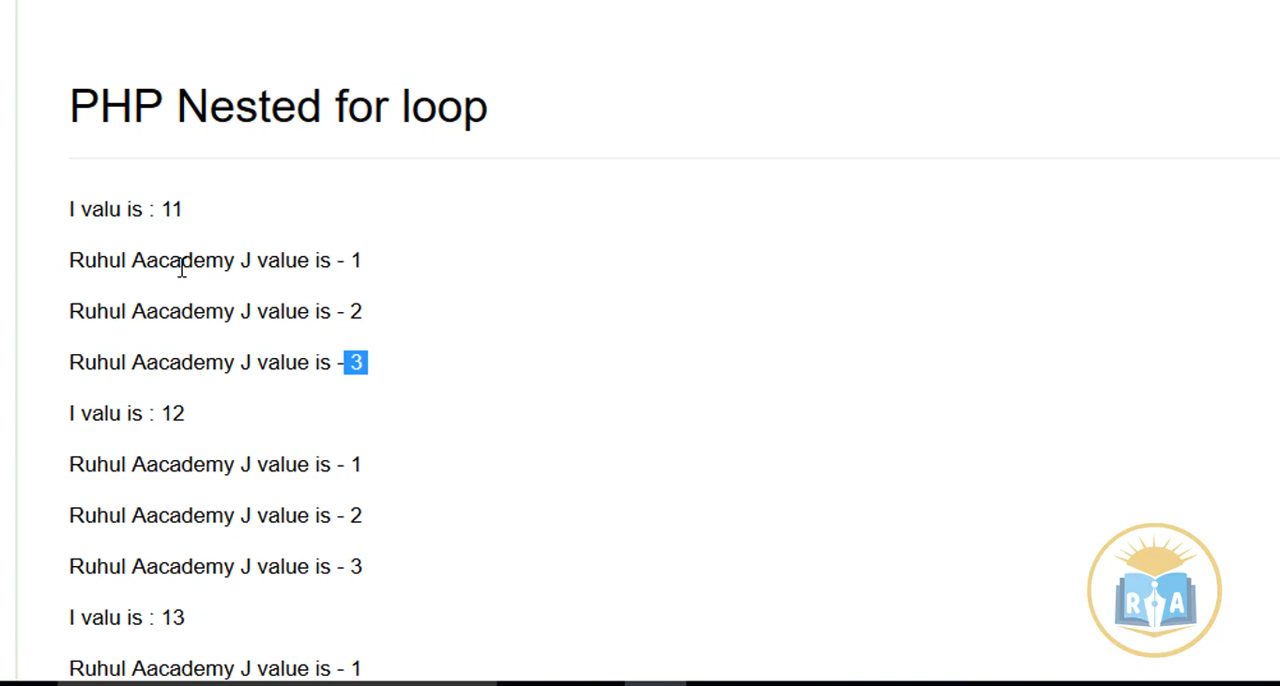 PHP Nested for loop
I valu is : 11
Ruhul Aacademy J value is - 1
Ruhul Aacademy J value is - 2
Ruhul Aacademy J value is - 3
I valu is : 12
Ruhul Aacademy J value is - 1
Ruhul Aacademy J value is - 2
Ruhul Aacademy J value is - 3
I valu is : 13
Ruhul Aacademy J value is - 1
R A